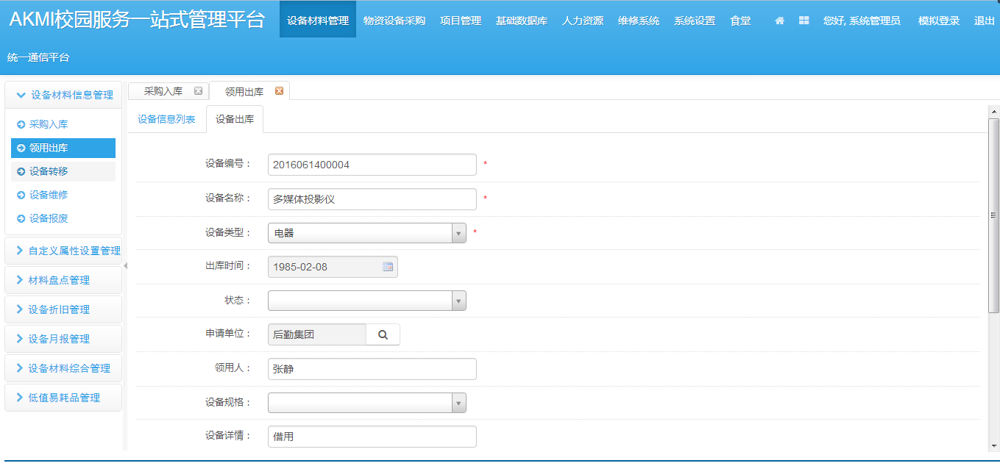 AKMI校园服务一站式管理平台 设备材料管理 物资设备采购 项目管理 基础数据库 人力资源 维修系统 系统设置 食堂 您好, 系统管理员 模拟登录 退出
统一通信平台
设备材料信息管理
采购入库
领用出库
设备转移
设备维修
设备报废
自定义属性设置管理
材料盘点管理
设备折旧管理
设备月报管理
设备材料综合管理
低值易耗品管理
采购入库 领用出库
设备信息列表 设备出库
设备编号： 2016061400004 *
设备名称： 多媒体投影仪 *
设备类型： 电器 *
出库时间： 1985-02-08
状态：
申请单位： 后勤集团
领用人： 张静
设备规格：
设备详情： 借用